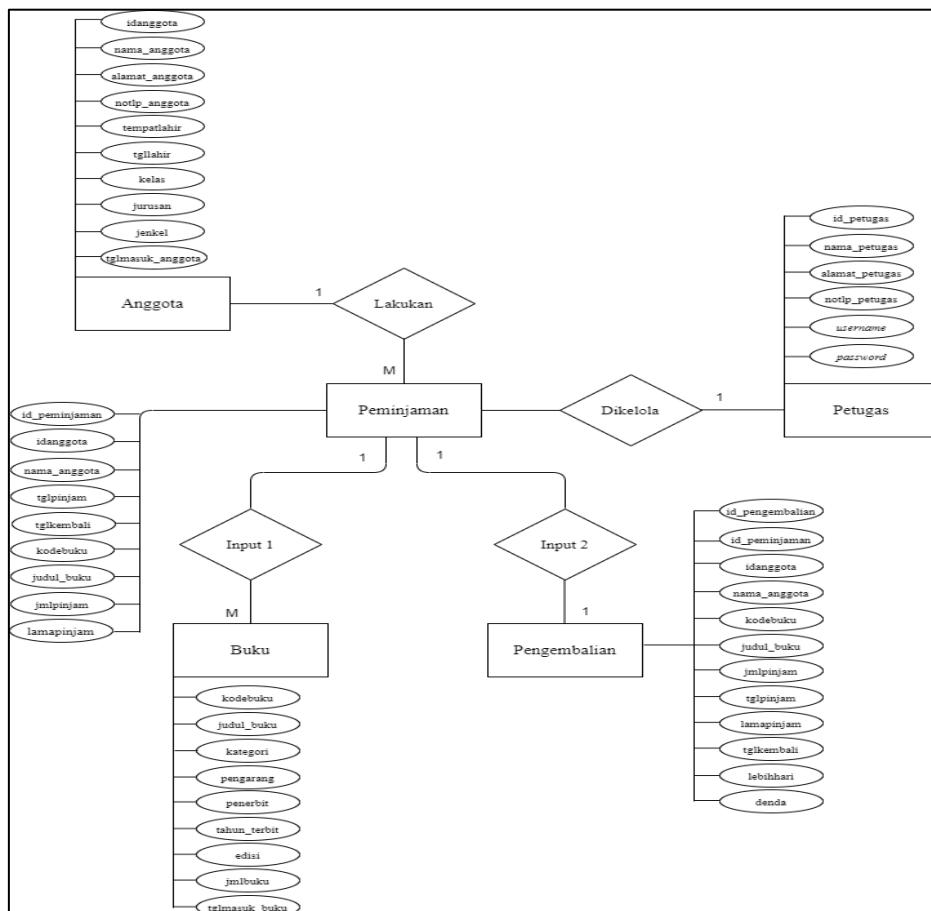 idanggota
nama_anggota
alamat_anggota
notlp_anggota
tempatlahir
tgllahir
kelas
jurusan
jenkel
tglmasuk_anggota
Anggota
1
Lakukan
M
id_petugas
nama_petugas
alamat_petugas
notlp_petugas
username
password
Petugas
1
Dikelola
Peminjaman
id_peminjaman
idanggota
nama_anggota
tglpinjam
tglkembali
kodebuku
judul_buku
jmlpinjam
lamapinjam
1
1
Input 1
Input 2
M
1
Buku
Pengembalian
kodebuku
judul_buku
kategori
pengarang
penerbit
tahun_terbit
edisi
jmlbuku
tglmasuk_buku
id_pengembalian
id_peminjaman
idanggota
nama_anggota
kodebuku
judul_buku
jmlpinjam
tglpinjam
lamapinjam
tglkembali
lebihhari
denda